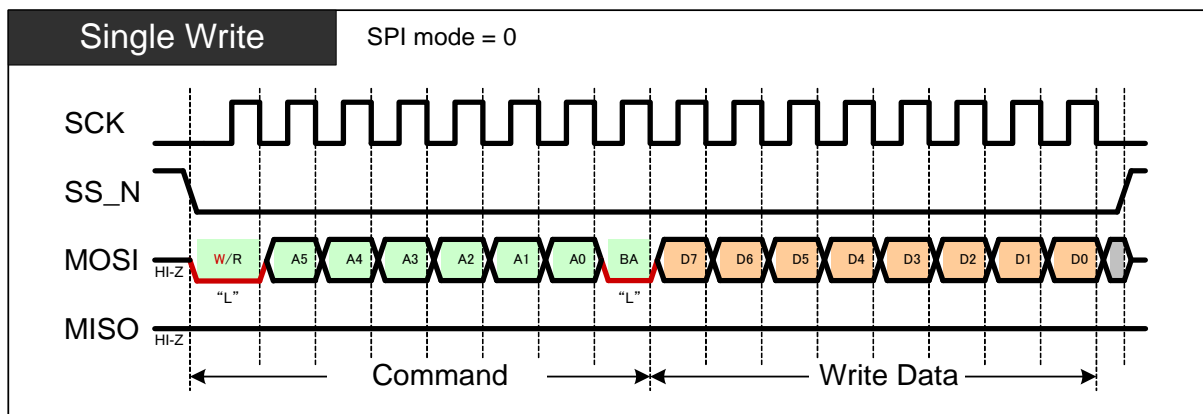 Single Write
SPI mode = 0
SCK
SS_N
MOSI
HI-Z
W/R A5 A4 A3 A2 A1 A0 BA D7 D6 D5 D4 D3 D2 D1 D0
“L” “L”
MISO
HI-Z
Command Write Data